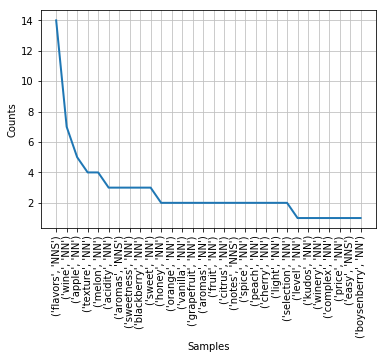 14
12
10
8
6
4
2
Counts
('flavors', 'NNS')
('wine', 'NN')
('apple', 'NN')
('texture', 'NN')
('melon', 'NN')
('acidity', 'NN')
('aromas', 'NNS')
('sweetness', 'NN')
('blackberry', 'NN')
('sweet', 'NN')
('honey', 'NN')
('orange', 'NN')
('vanilla', 'NN')
('grapefruit', 'NN')
('aromas', 'NN')
('fruit', 'NN')
('citrus', 'NN')
('notes', 'NNS')
('spice', 'NN')
('peach', 'NN')
('cherry', 'NN')
('light', 'NN')
('selection', 'NN')
('level', 'NN')
('kudos', 'NN')
('winery', 'NN')
('complex', 'NN')
('price', 'NN')
('easy', 'NNS')
('boysenberry', 'NN')
Samples